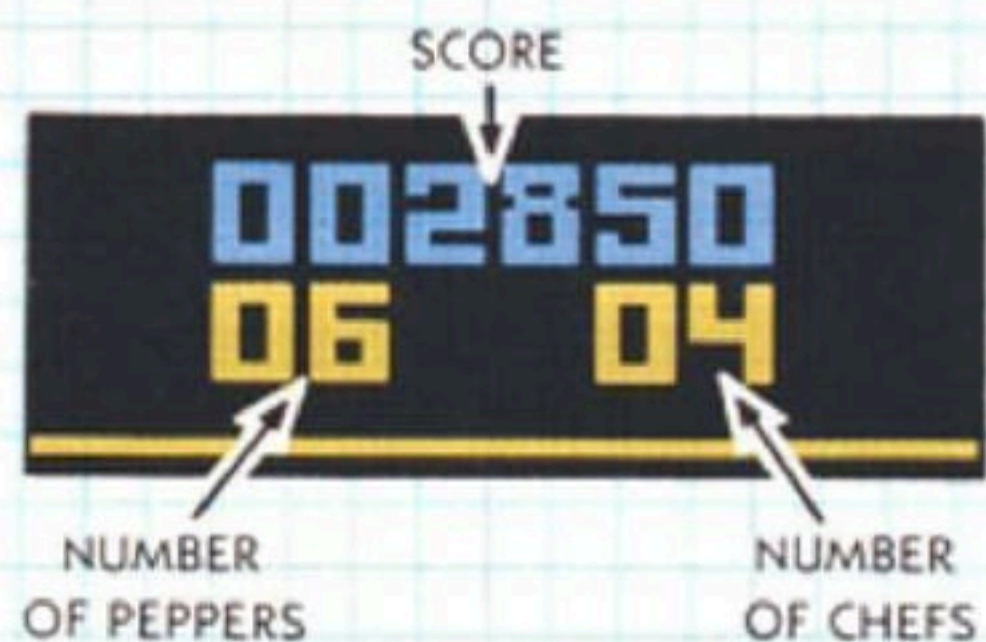 SCORE
002850
06 04
NUMBER
OF PEPPERS
NUMBER
OF CHEFS